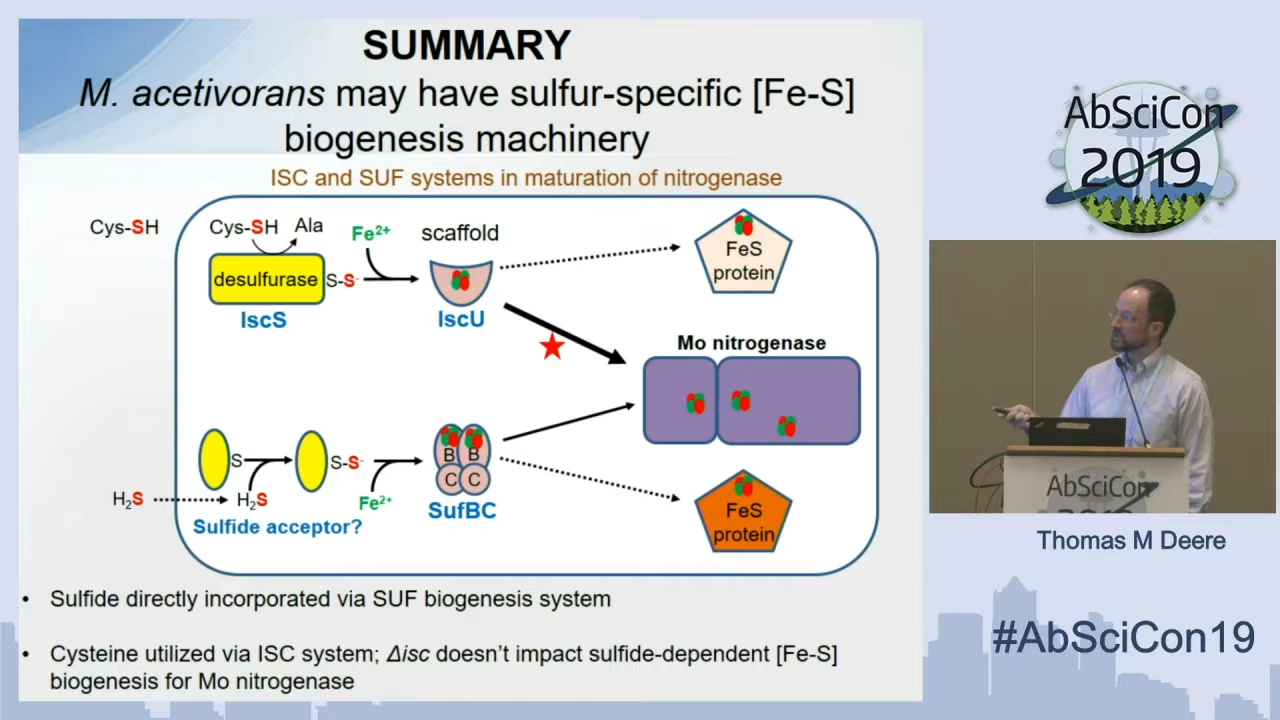 SUMMARY
M. acetivorans may have sulfur-specific [Fe-S]
biogenesis machinery
ISC and SUF systems in maturation of nitrogenase
Cys-SH
Cys-SH
Ala
Fe2+
scaffold
desulfurase
S-S-
IscS
IscU
FeS
protein
Mo nitrogenase
S
S-S-
B B
C C
H2S
H2S
Fe2+
SufBC
Sulfide acceptor?
FeS
protein
• Sulfide directly incorporated via SUF biogenesis system
• Cysteine utilized via ISC system; Δisc doesn't impact sulfide-dependent [Fe-S]
biogenesis for Mo nitrogenase
AbSciCon
2019
AbSciCon
Thomas M Deere
#AbSciCon19